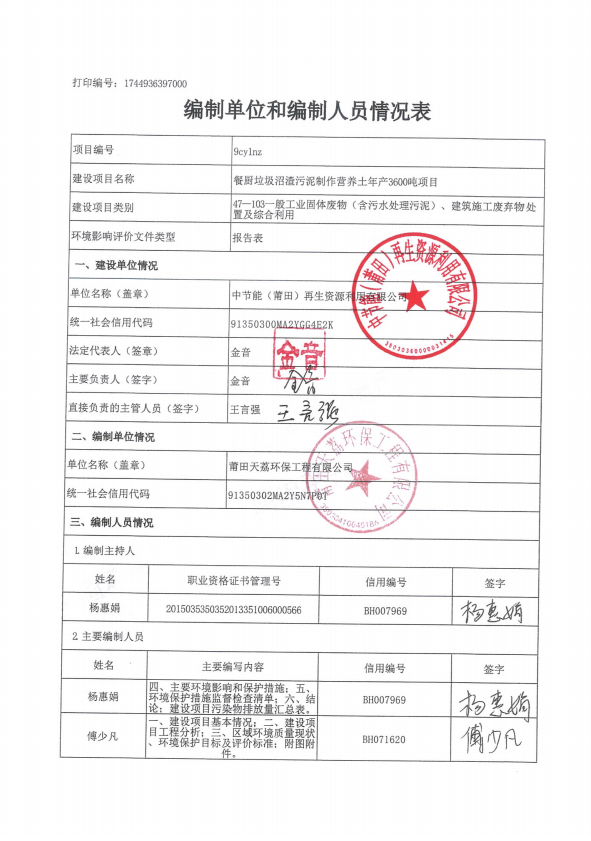 打印编号：1744936397000
编制单位和编制人员情况表
项目编号 9cylnz
建设项目名称 餐厨垃圾沼渣污泥制作营养土年产3600吨项目
建设项目类别 47—103一般工业固体废物（含污水处理污泥）、建筑施工废弃物处
置及综合利用
环境影响评价文件类型 报告表
一、建设单位情况
单位名称（盖章） 中节能（莆田）再生资源利用有限公司
中节能（莆田）再生资源利用有限公司
统一社会信用代码 91350300MA2YGG4E2K
法定代表人（签章） 金音
金音
主要负责人（签字） 金音
金音
直接负责的主管人员（签字） 王言强
王言强
二、编制单位情况
单位名称（盖章） 莆田天荔环保工程有限公司
莆田天荔环保工程有限公司
统一社会信用代码 91350302MA2Y5N7P0T
三、编制人员情况
1.编制主持人
姓名 职业资格证书管理号 信用编号 签字
杨惠娟 2015035350352013351006000566 BH007969 杨惠娟
2主要编制人员
姓名 主要编写内容 信用编号 签字
杨惠娟 四、主要环境影响和保护措施；五、
环境保护措施监督检查清单；六、结
论；建设项目污染物排放量汇总表。 BH007969 杨惠娟
傅少凡 一、建设项目基本情况；二、建设项
目工程分析；三、区域环境质量现状
、环境保护目标及评价标准；附图附
件。 BH071620 傅少凡